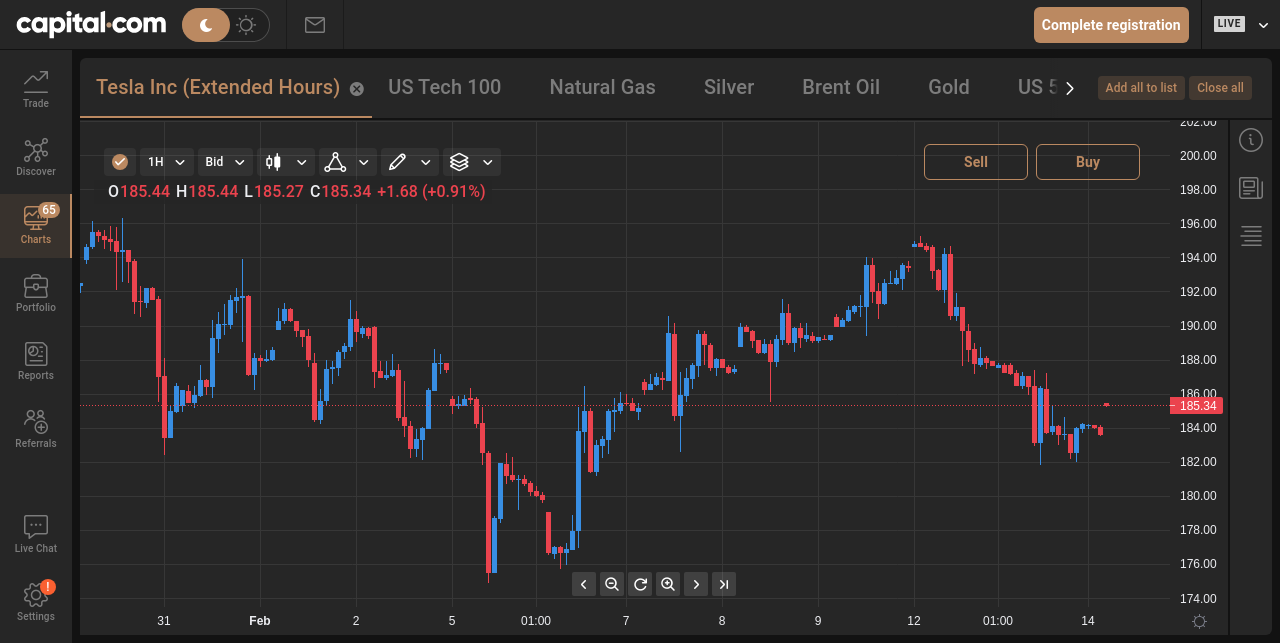 capital.com
Complete registration
LIVE
Trade
Discover
65
Charts
Portfolio
Reports
Referrals
Live Chat
!
Settings
Tesla Inc (Extended Hours)
US Tech 100
Natural Gas
Silver
Brent Oil
Gold
US 5
Add all to list
Close all
1H
Bid
Sell
Buy
O185.44 H185.44 L185.27 C185.34 +1.68 (+0.91%)
202.00
200.00
198.00
196.00
194.00
192.00
190.00
188.00
186.00
185.34
184.00
182.00
180.00
178.00
176.00
174.00
31
Feb
2
5
01:00
7
8
9
12
01:00
14